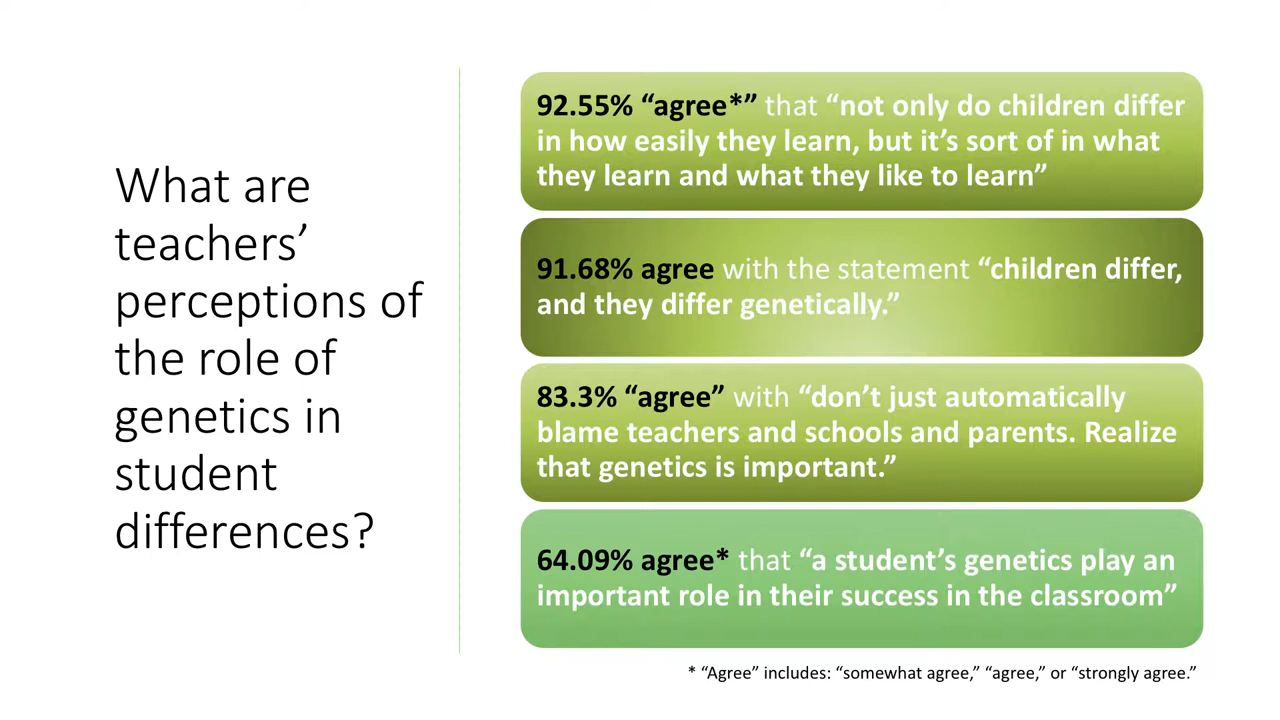 What are
teachers’
perceptions of
the role of
genetics in
student
differences?
92.55% “agree*” that “not only do children differ
in how easily they learn, but it’s sort of in what
they learn and what they like to learn”
91.68% agree with the statement “children differ,
and they differ genetically.”
83.3% “agree” with “don’t just automatically
blame teachers and schools and parents. Realize
that genetics is important.”
64.09% agree* that “a student’s genetics play an
important role in their success in the classroom”
* “Agree” includes: “somewhat agree,” “agree,” or “strongly agree.”